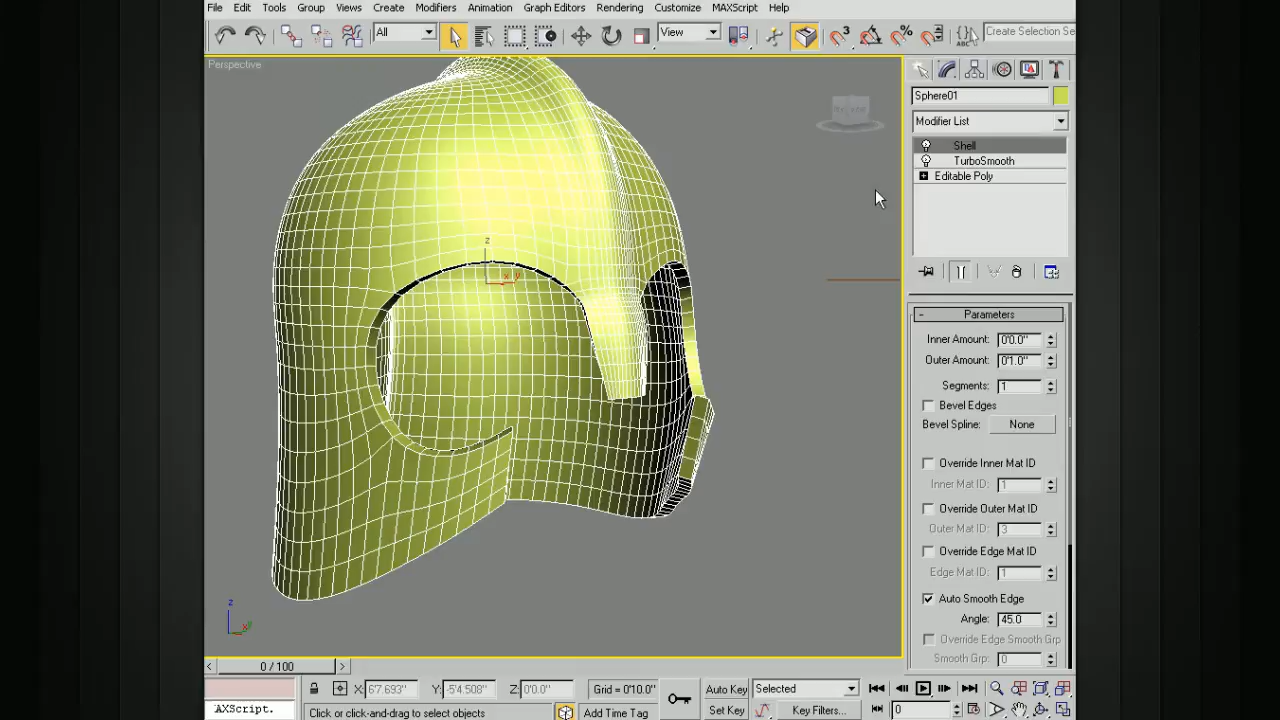 File Edit Tools Group Views Create Modifiers Animation Graph Editors Rendering Customize MAXScript Help
All View 3 % ABC Create Selection Se
Perspective
Sphere01
Modifier List
Shell
TurboSmooth
Editable Poly
Parameters
Inner Amount: 0'0.0"
Outer Amount: 0'1.0"
Segments: 1
Bevel Edges
Bevel Spline: None
Override Inner Mat ID
Inner Mat ID: 1
Override Outer Mat ID
Outer Mat ID: 3
Override Edge Mat ID
Edge Mat ID: 1
Auto Smooth Edge
Angle: 45.0
Override Edge Smooth Grp
Smooth Grp: 0
z
x y
z
x y
0 / 100
X: 67.693" Y: -5'4.508" Z: 0'0.0" Grid = 0'10.0" Auto Key Selected
AXScript. Click or click-and-drag to select objects Add Time Tag Set Key Key Filters... 0